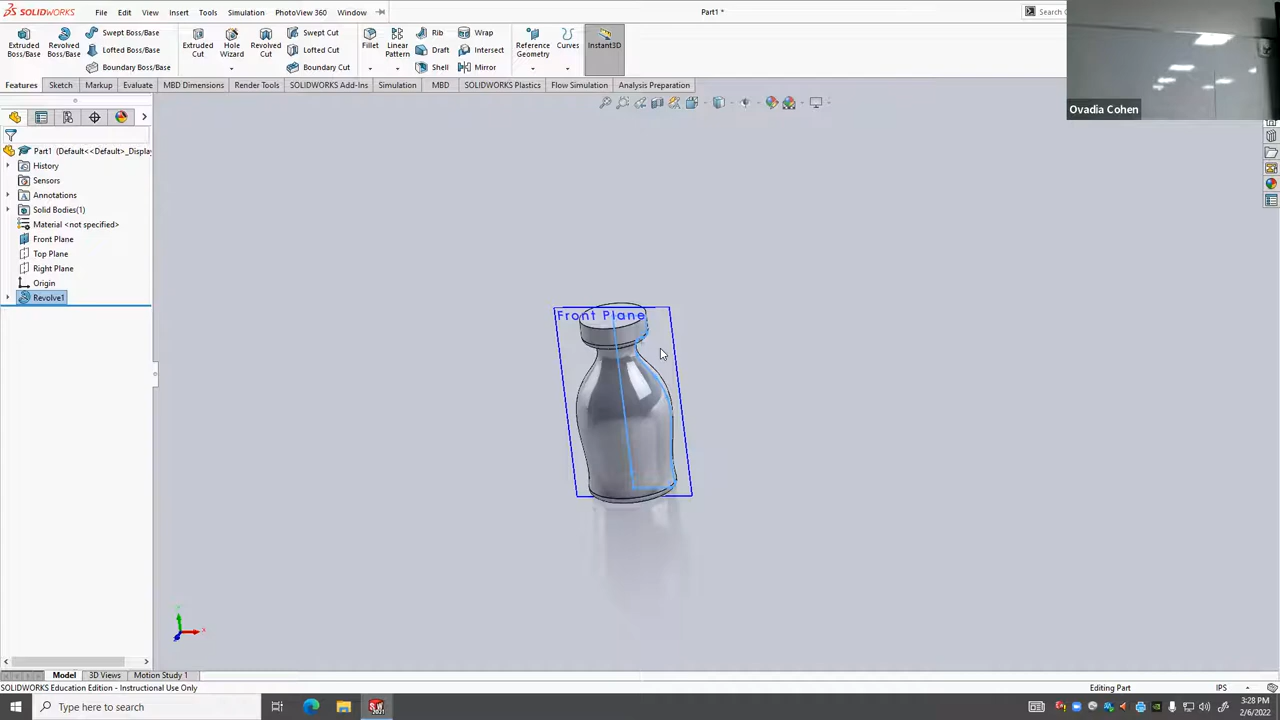 SOLIDWORKS
File
Edit
View
Insert
Tools
Simulation
PhotoView 360
Window
Part1 *
Search
Ovadia Cohen
Extruded Boss/Base
Revolved Boss/Base
Swept Boss/Base
Lofted Boss/Base
Boundary Boss/Base
Extruded Cut
Hole Wizard
Revolved Cut
Swept Cut
Lofted Cut
Boundary Cut
Fillet
Linear Pattern
Rib
Draft
Shell
Wrap
Intersect
Mirror
Reference Geometry
Curves
Instant3D
Features
Sketch
Markup
Evaluate
MBD Dimensions
Render Tools
SOLIDWORKS Add-Ins
Simulation
MBD
SOLIDWORKS Plastics
Flow Simulation
Analysis Preparation
Part1 (Default<<Default>_Displa
History
Sensors
Annotations
Solid Bodies(1)
Material <not specified>
Front Plane
Top Plane
Right Plane
Origin
Revolve1
Front Plane
Y
X
Model
3D Views
Motion Study 1
SOLIDWORKS Education Edition - Instructional Use Only
Editing Part
IPS
Type here to search
3:28 PM
2/6/2022